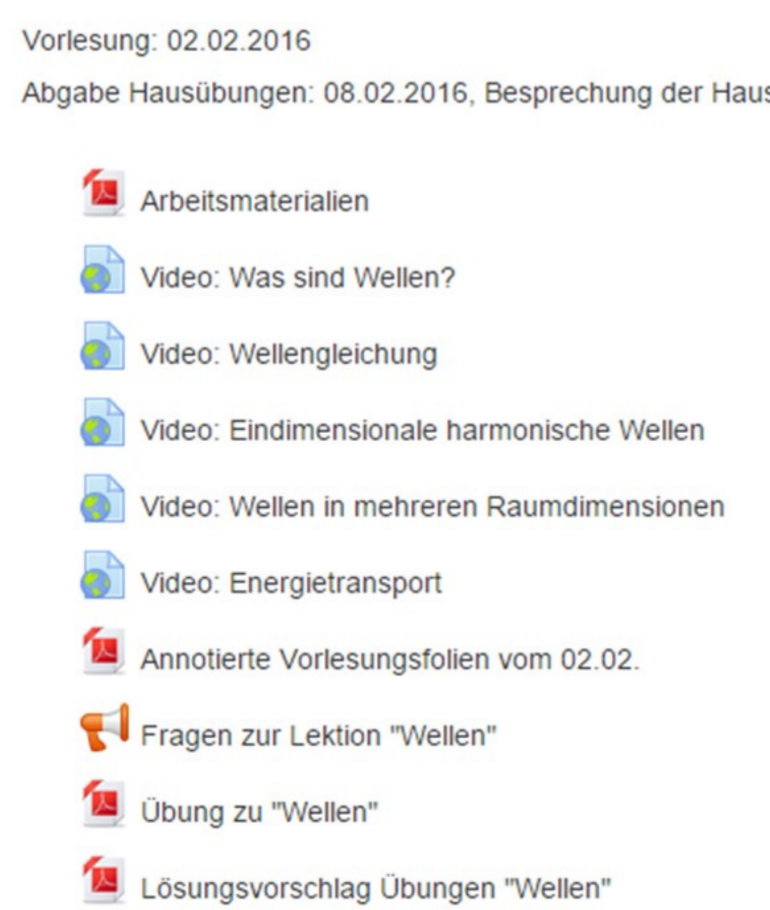 Vorlesung: 02.02.2016
Abgabe Hausübungen: 08.02.2016, Besprechung der
Arbeitsmaterialien
Video: Was sind Wellen?
Video: Wellengleichung
Video: Eindimensionale harmonische Wellen
Video: Wellen in mehreren Raumdimensionen
Video: Energietransport
Annotierte Vorlesungsfolien vom 02.02.
Fragen zur Lektion "Wellen"
Übung zu "Wellen"
Lösungsvorschlag Übungen "Wellen"